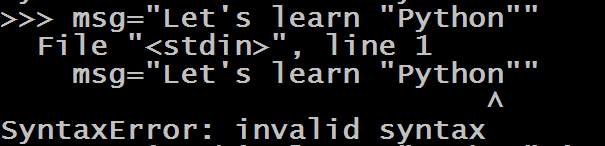 >>> msg="Let's learn "Python""
  File "<stdin>", line 1
    msg="Let's learn "Python""
                           ^
SyntaxError: invalid syntax